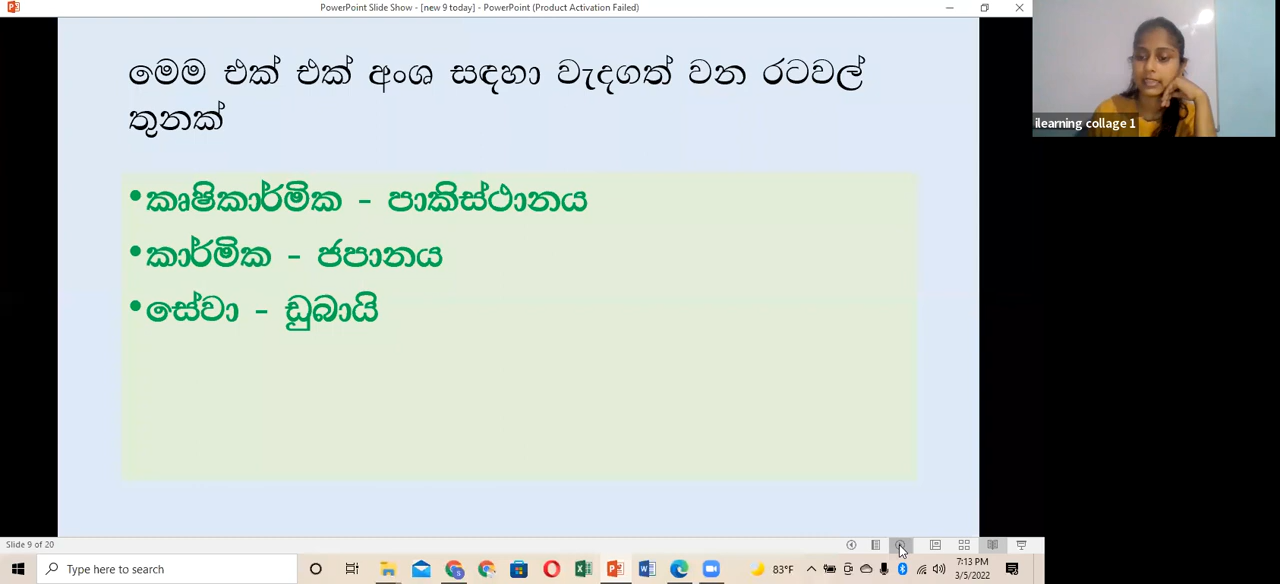 PowerPoint Slide Show - [new 9 today] - PowerPoint (Product Activation Failed)
මෙම එක් එක් අංශ සඳහා වැදගත් වන රටවල්
තුනක්
•කෘෂිකාර්මික - පාකිස්ථානය
•කාර්මික - ජපානය
•සේවා - ඩුබායි
ilearning collage 1
Slide 9 of 20
Type here to search
83°F
7:13 PM
3/5/2022